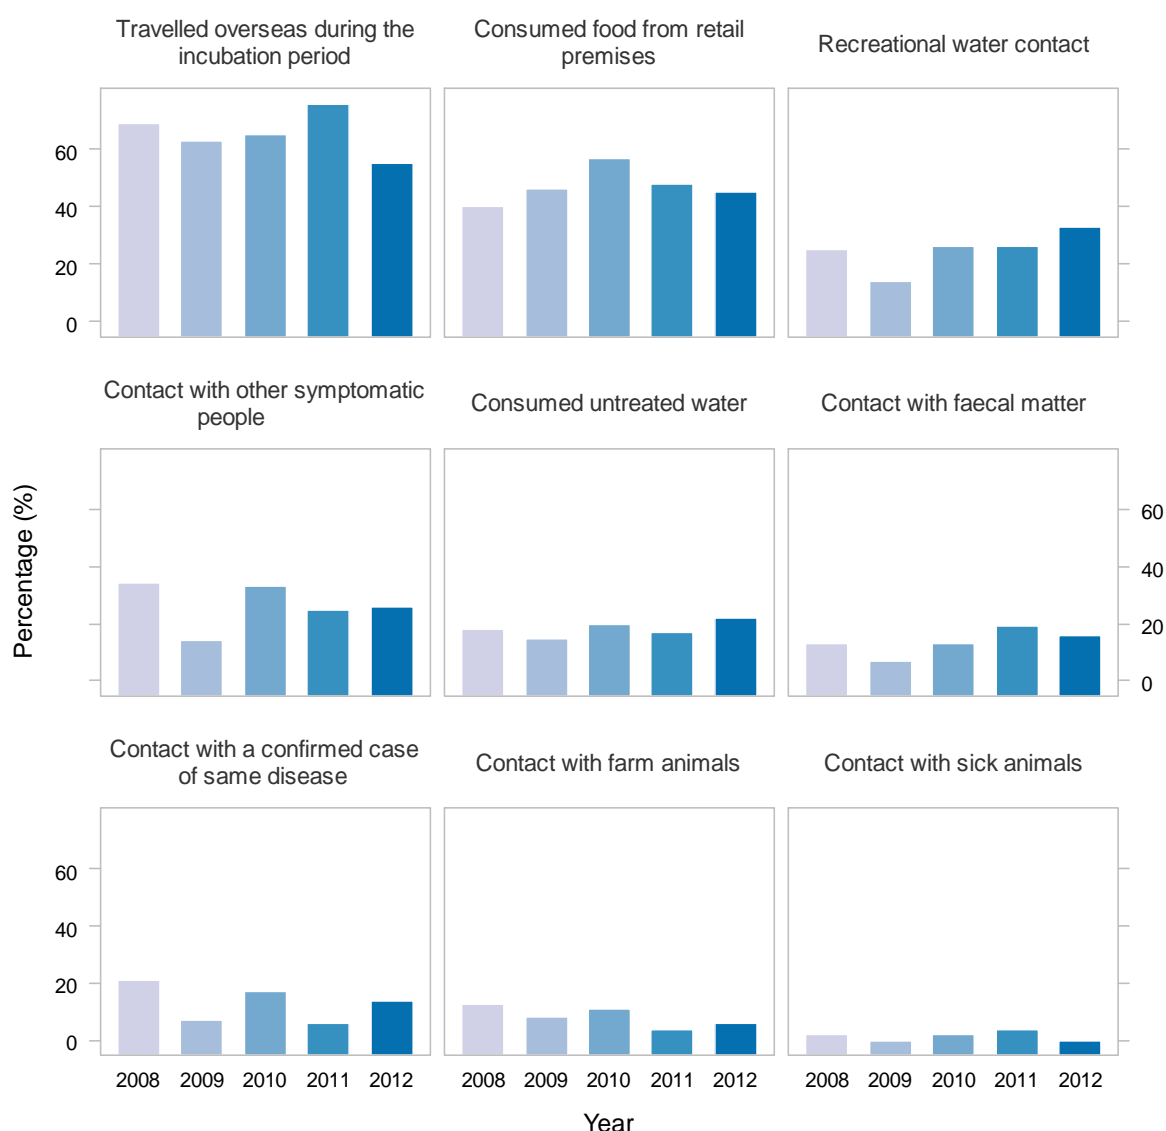 Travelled overseas during the
incubation period
Consumed food from retail
premises
Recreational water contact
60
40
20
0
Contact with other symptomatic
people
Consumed untreated water
Contact with faecal matter
Percentage (%)
60
40
20
0
Contact with a confirmed case
of same disease
Contact with farm animals
Contact with sick animals
60
40
20
0
2008 2009 2010 2011 2012
2008 2009 2010 2011 2012
2008 2009 2010 2011 2012
Year